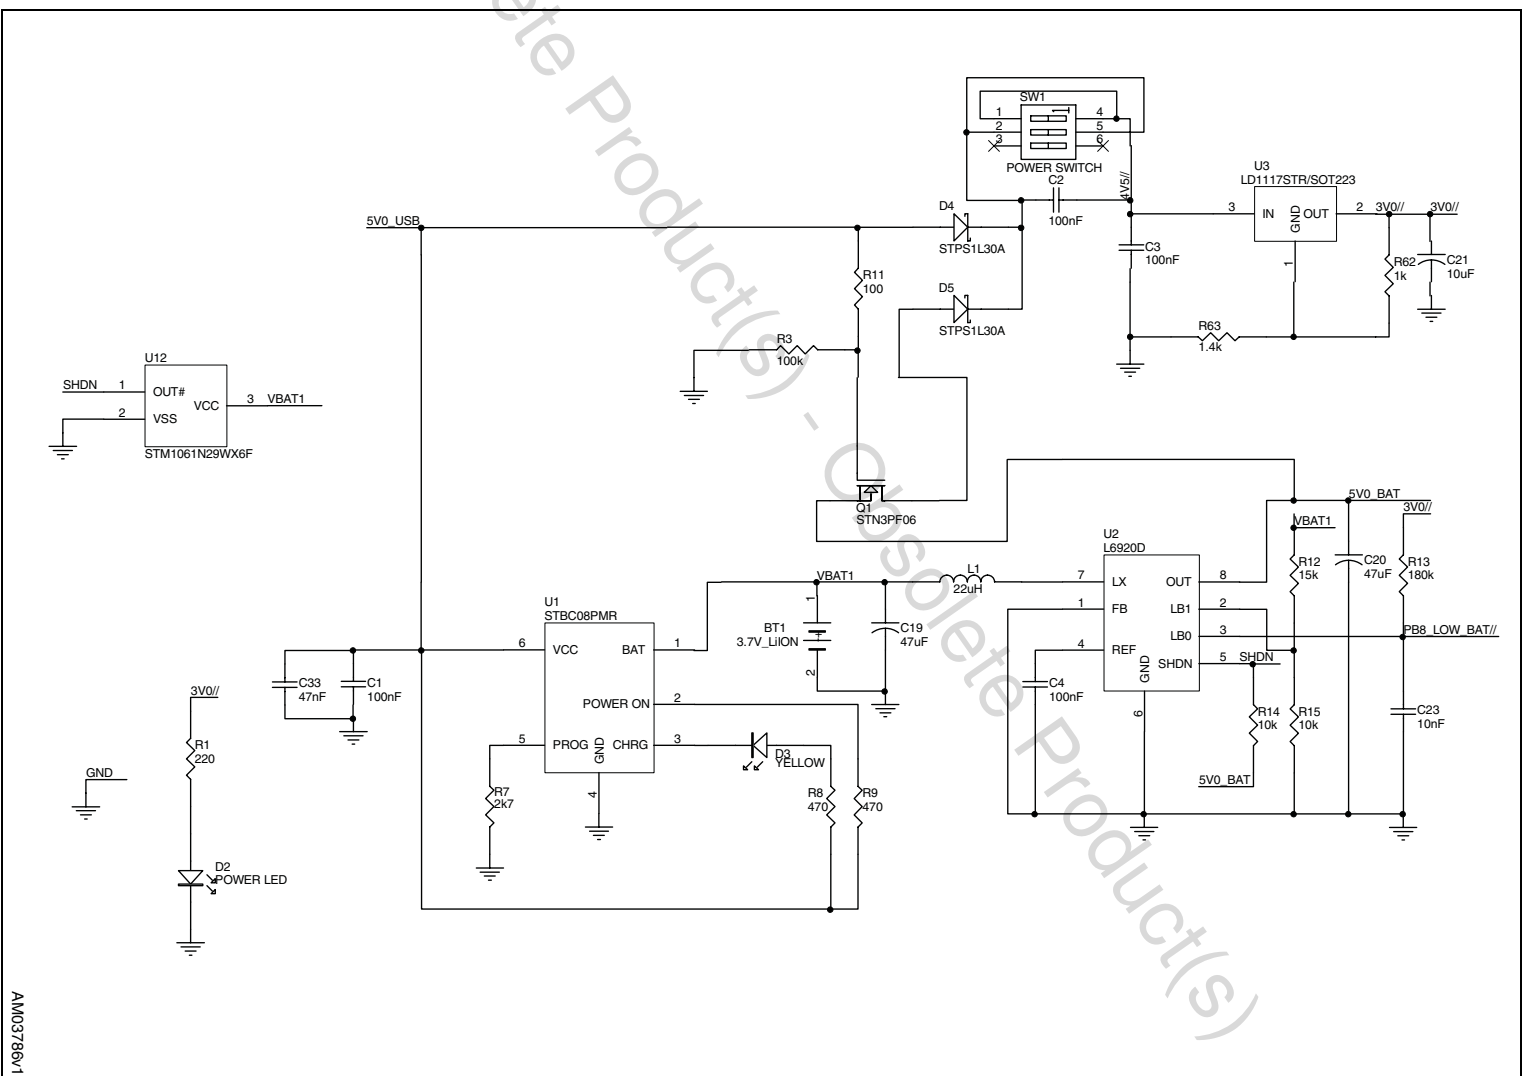 ete Product(s) - Obsolete Product(s)
SW1
1
2
3
4
5
6
POWER SWITCH
C2
100nF
4V5//
U3
LD1117STR/SOT223
3
IN
GND
OUT
2
3V0//
3V0//
1
D4
STPS1L30A
5V0_USB
C3
100nF
R62
1k
C21
10uF
R11
100
D5
STPS1L30A
R63
1.4k
R3
100k
U12
SHDN
1
OUT#
VCC
3
VBAT1
2
VSS
STM1061N29WX6F
Q1
STN3PF06
5V0_BAT
3V0//
VBAT1
U2
L6920D
R12
15k
C20
47uF
R13
180k
7
LX
OUT
8
1
FB
LB1
2
LB0
3
PB8_LOW_BAT//
4
REF
SHDN
5
SHDN
GND
6
L1
22uH
VBAT1
1
BT1
3.7V_LiION
2
C19
47uF
U1
STBC08PMR
6
VCC
BAT
1
POWER ON
2
5
PROG
GND
CHRG
3
4
C33
47nF
C1
100nF
C4
100nF
R14
10k
R15
10k
C23
10nF
5V0_BAT
3V0//
R1
220
D3
YELLOW
GND
R7
2k7
R8
470
R9
470
D2
POWER LED
AM03786v1